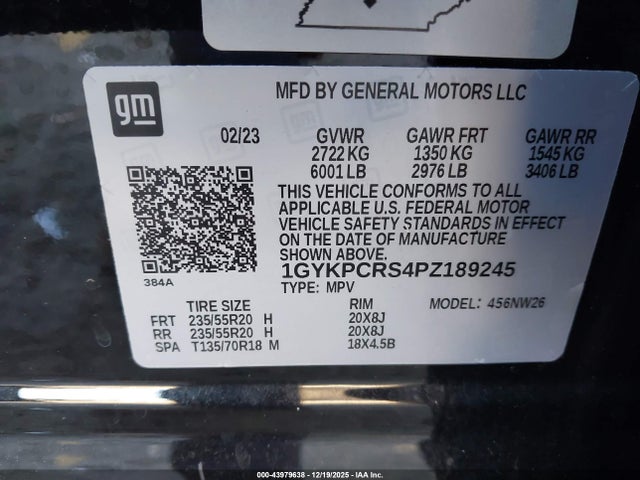 gm
MFD BY GENERAL MOTORS LLC
02/23 GVWR GAWR FRT GAWR RR
2722 KG 1350 KG 1545 KG
6001 LB 2976 LB 3406 LB
THIS VEHICLE CONFORMS TO ALL
APPLICABLE U.S. FEDERAL MOTOR
VEHICLE SAFETY STANDARDS IN EFFECT
ON THE DATE OF MANUFACTURE
SHOWN ABOVE.
384A
1GYKPCRS4PZ189245
TYPE: MPV
TIRE SIZE RIM MODEL: 456NW26
FRT 235/55R20 H 20X8J
RR 235/55R20 H 20X8J
SPA T135/70R18 M 18X4.5B
000-43979638 - 12/19/2025 - IAA Inc.